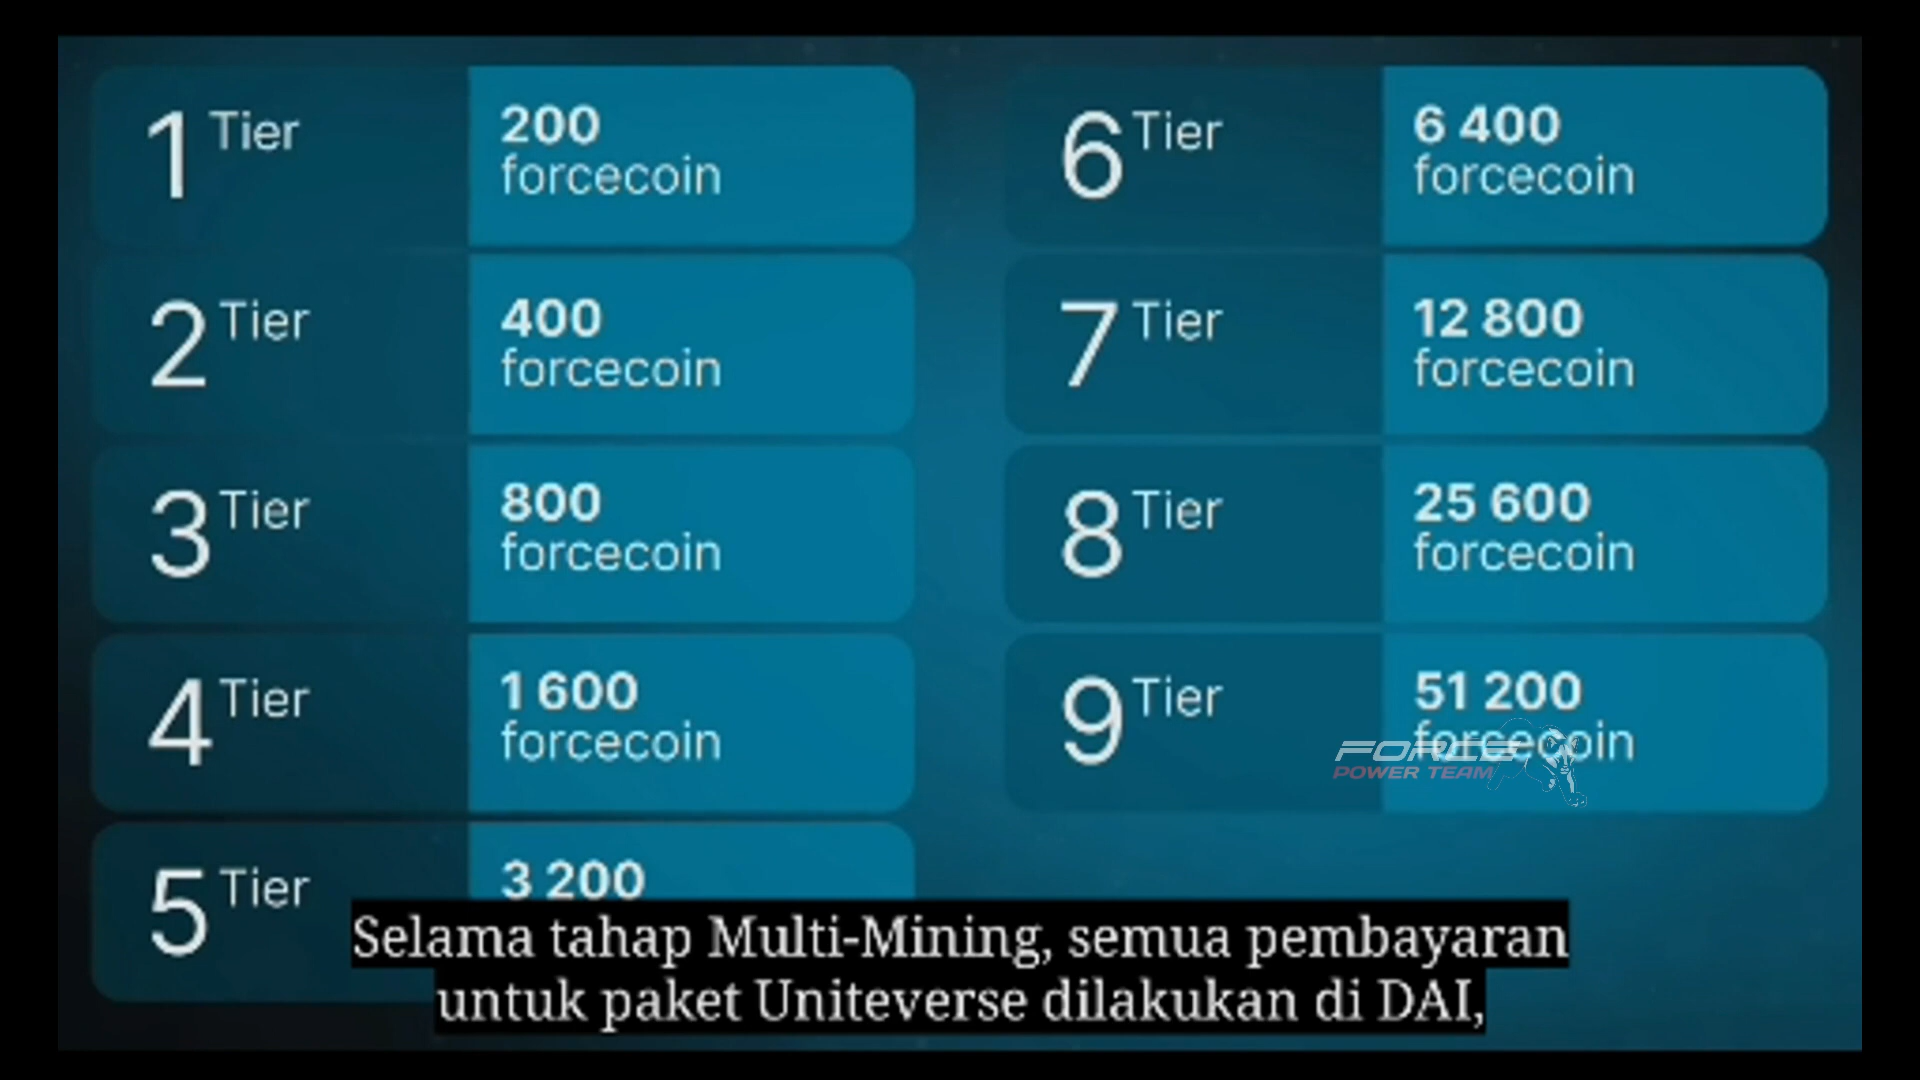 1 Tier
200
forcecoin
2 Tier
400
forcecoin
3 Tier
800
forcecoin
4 Tier
1 600
forcecoin
5 Tier
3 200
6 Tier
6 400
forcecoin
7 Tier
12 800
forcecoin
8 Tier
25 600
forcecoin
9 Tier
51 200
forcecoin
FORCE
POWER TEAM
Selama tahap Multi-Mining, semua pembayaran
untuk paket Uniteverse dilakukan di DAI,